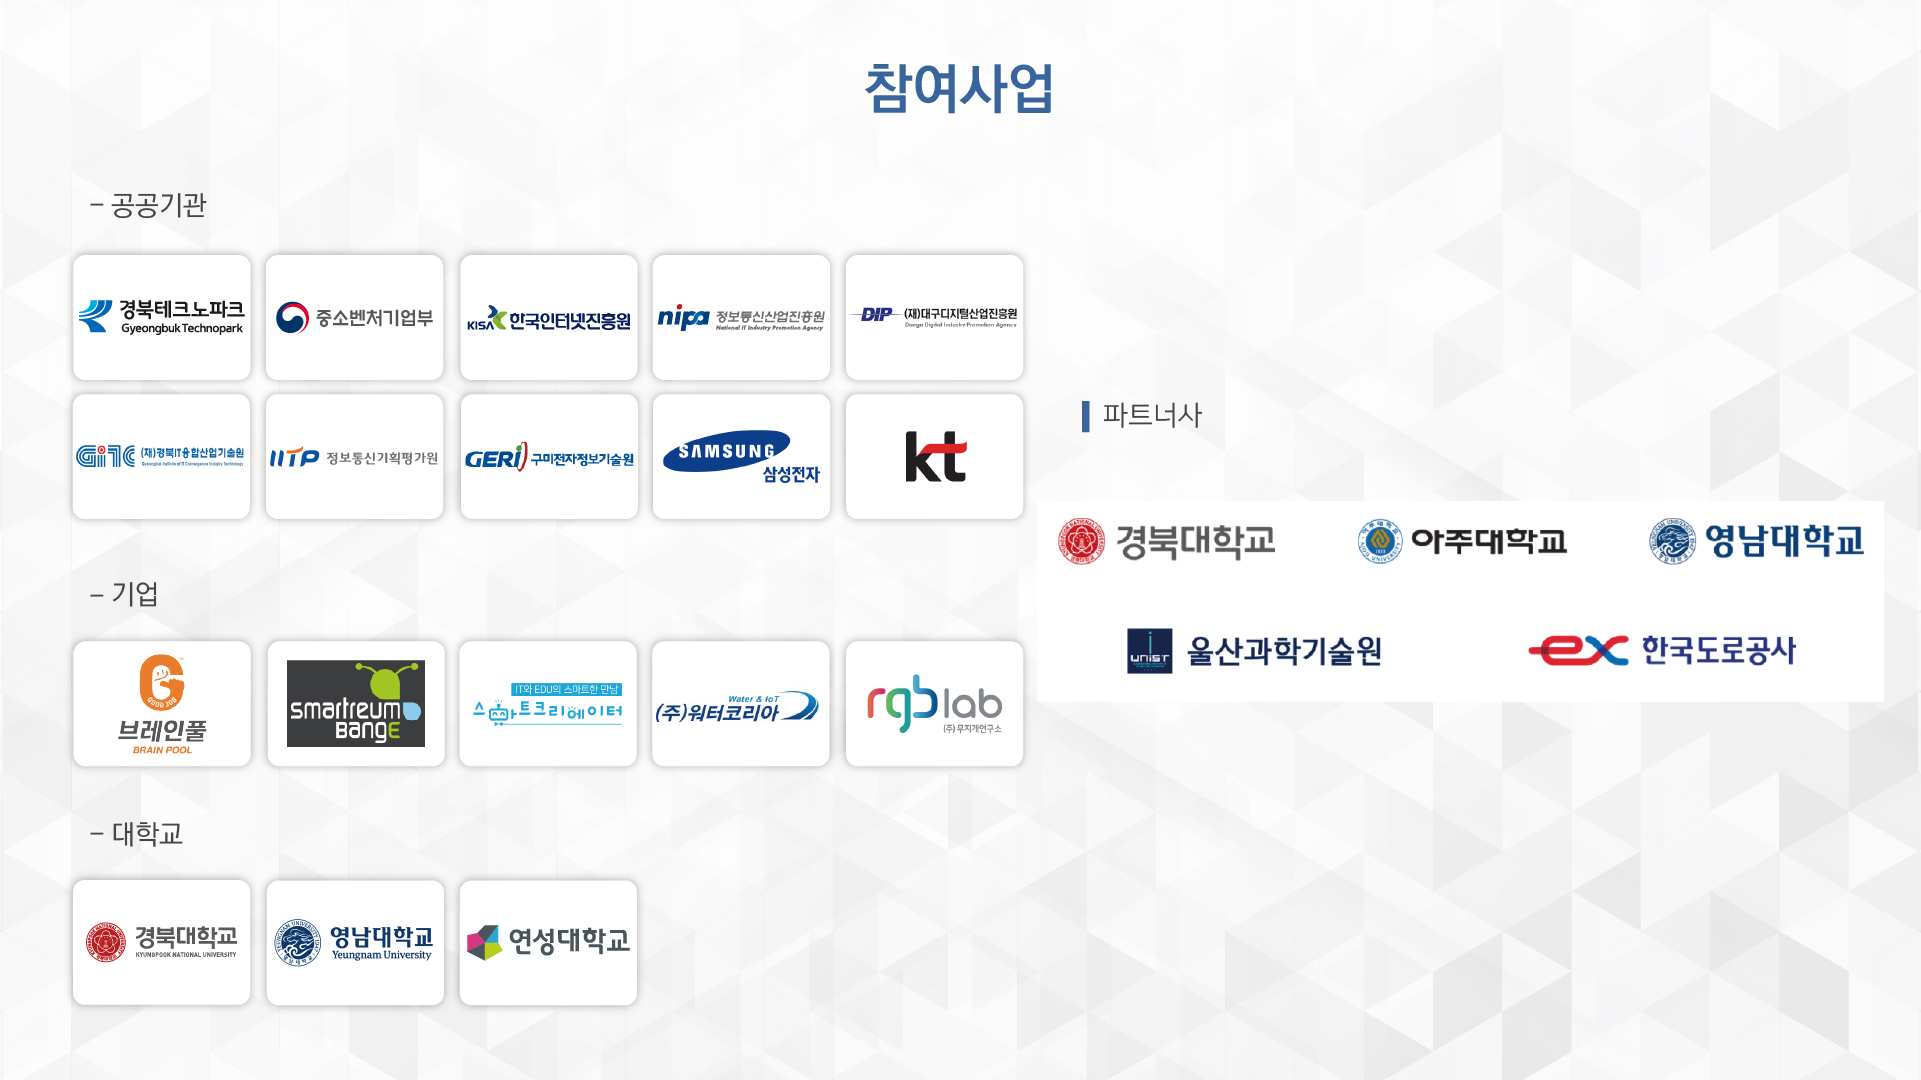 참여사업
- 공공기관
경북테크노파크
Gyeongbuk Technopark
중소벤처기업부
KISA 한국인터넷진흥원
nipa 정보통신산업진흥원
National IT Industry Promotion Agency
DIP (재)대구디지털산업진흥원
Daegu Digital Industry Promotion Agency
GITC (재)경북IT융합산업기술원
Gyeongbuk Institute of IT Convergence Industry Technology
IITP 정보통신기획평가원
GERI 구미전자정보기술원
SAMSUNG
삼성전자
kt
- 기업
GOOD JOB
브레인풀
BRAIN POOL
smartreum
BangE
IT와 EDU의 스마트한 만남
스마트크리에이터
Water & IoT
(주)워터코리아
rgblab
(주)무지개연구소
- 대학교
경북대학교
KYUNGPOOK NATIONAL UNIVERSITY
영남대학교
Yeungnam University
연성대학교
파트너사
경북대학교
아주대학교
영남대학교
UNIST 울산과학기술원
ex 한국도로공사